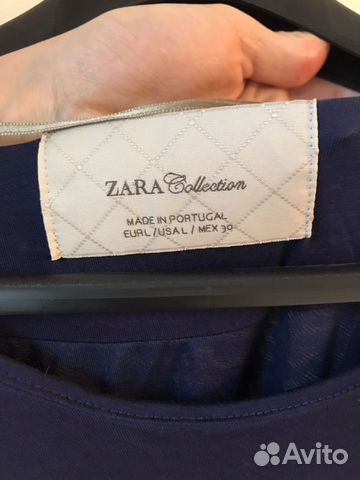 ZARA Collection
MADE IN PORTUGAL
EUR L / USA L / MEX 30
Avito